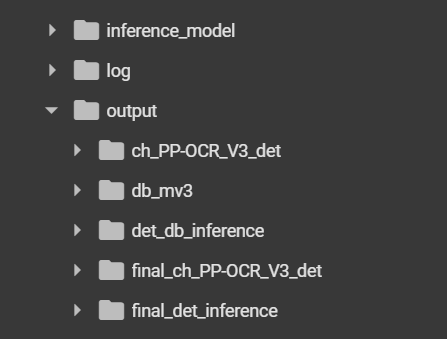 inference_model
log
output
ch_PP-OCR_V3_det
db_mv3
det_db_inference
final_ch_PP-OCR_V3_det
final_det_inference